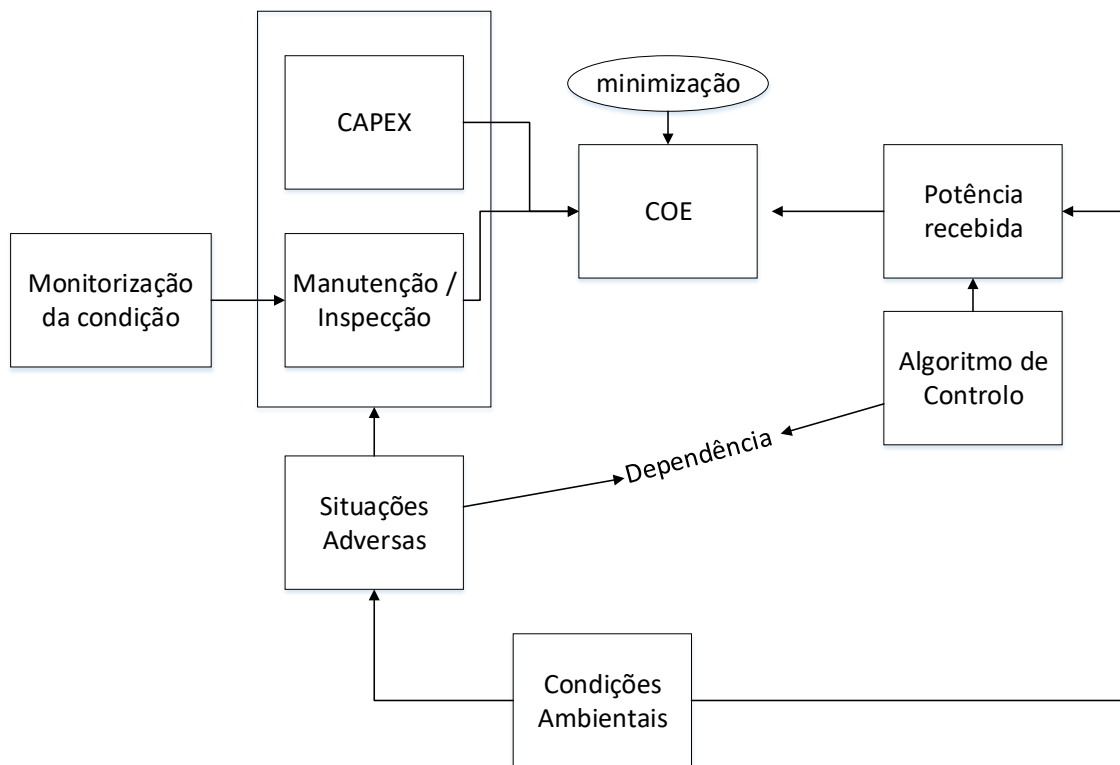 minimização
CAPEX
COE
Potência
recebida
Monitorização
da condição
Manutenção /
Inspecção
Algoritmo de
Controlo
Dependência
Situações
Adversas
Condições
Ambientais